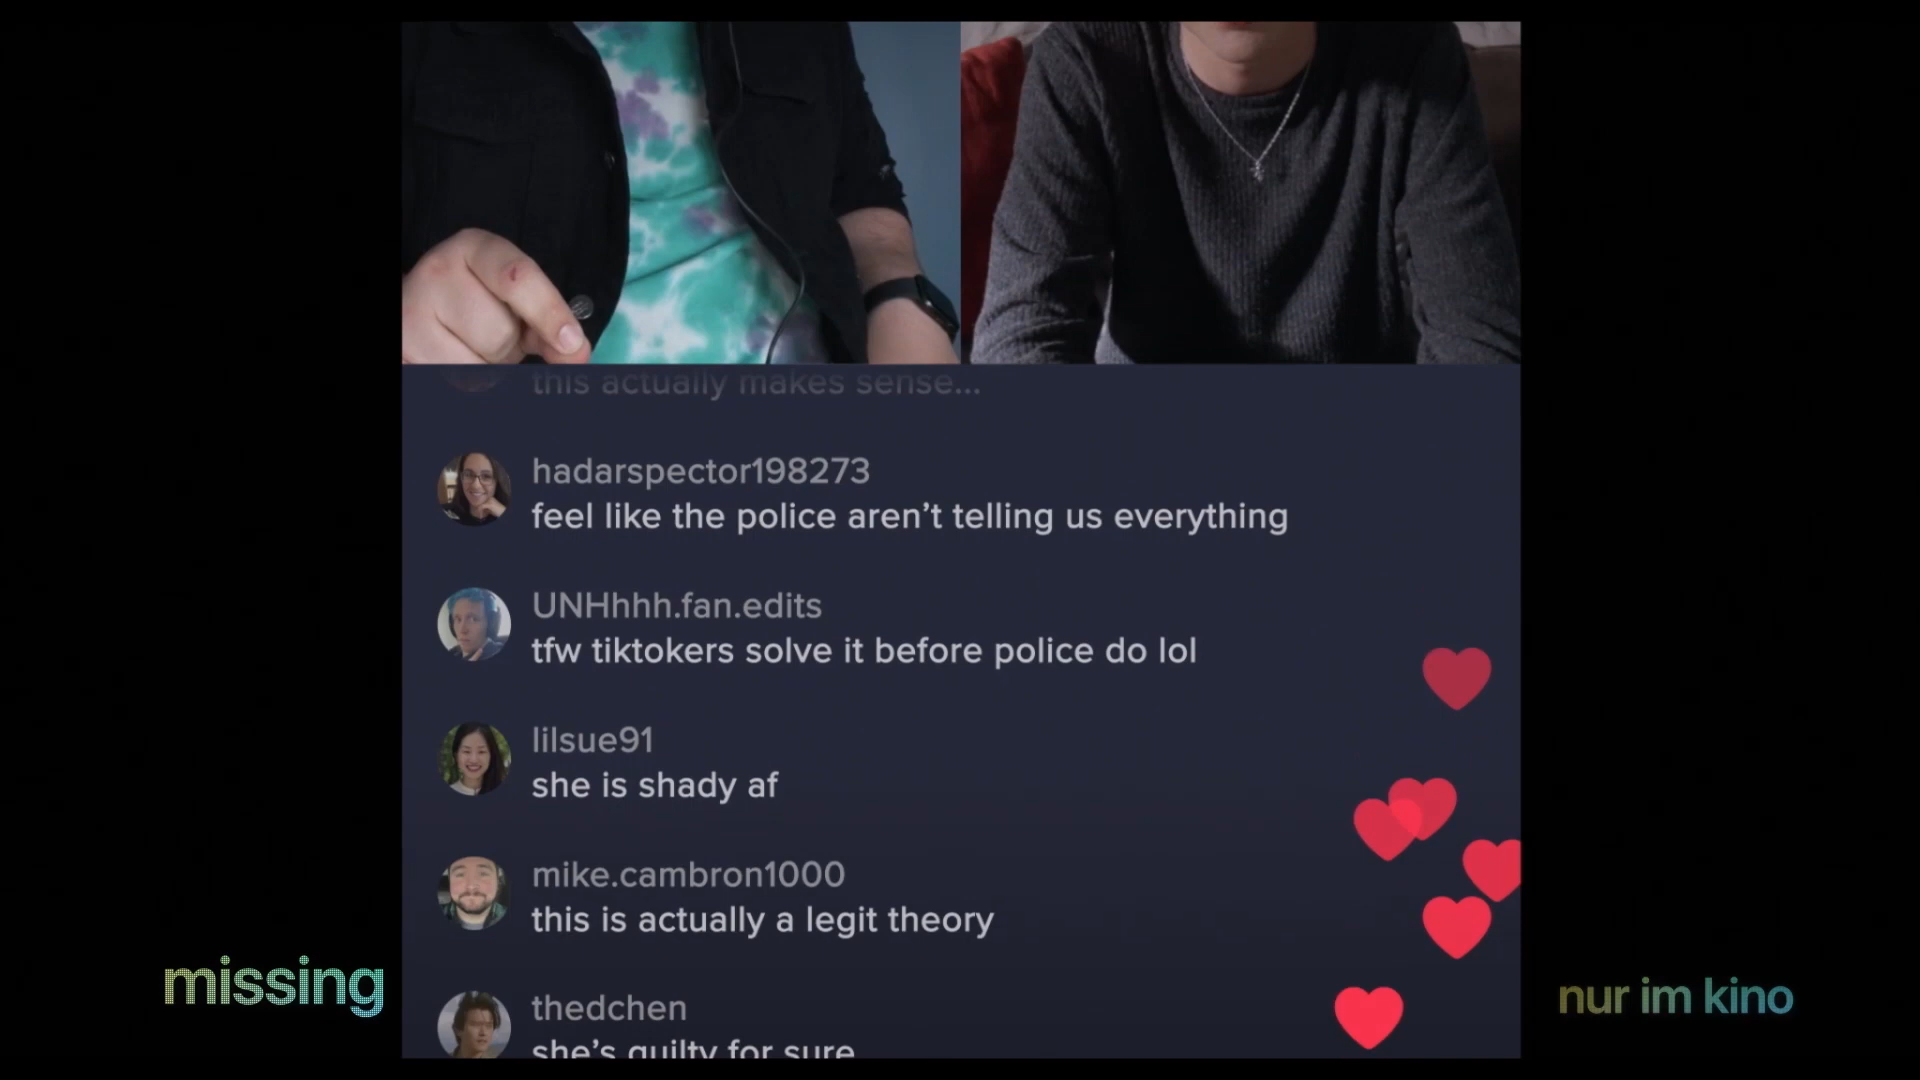 this actually makes sense...
hadarspector198273
feel like the police aren't telling us everything
UNHhhh.fan.edits
tfw tiktokers solve it before police do lol
lilsue91
she is shady af
mike.cambron1000
this is actually a legit theory
thedchen
she's guilty for sure
missing
nur im kino